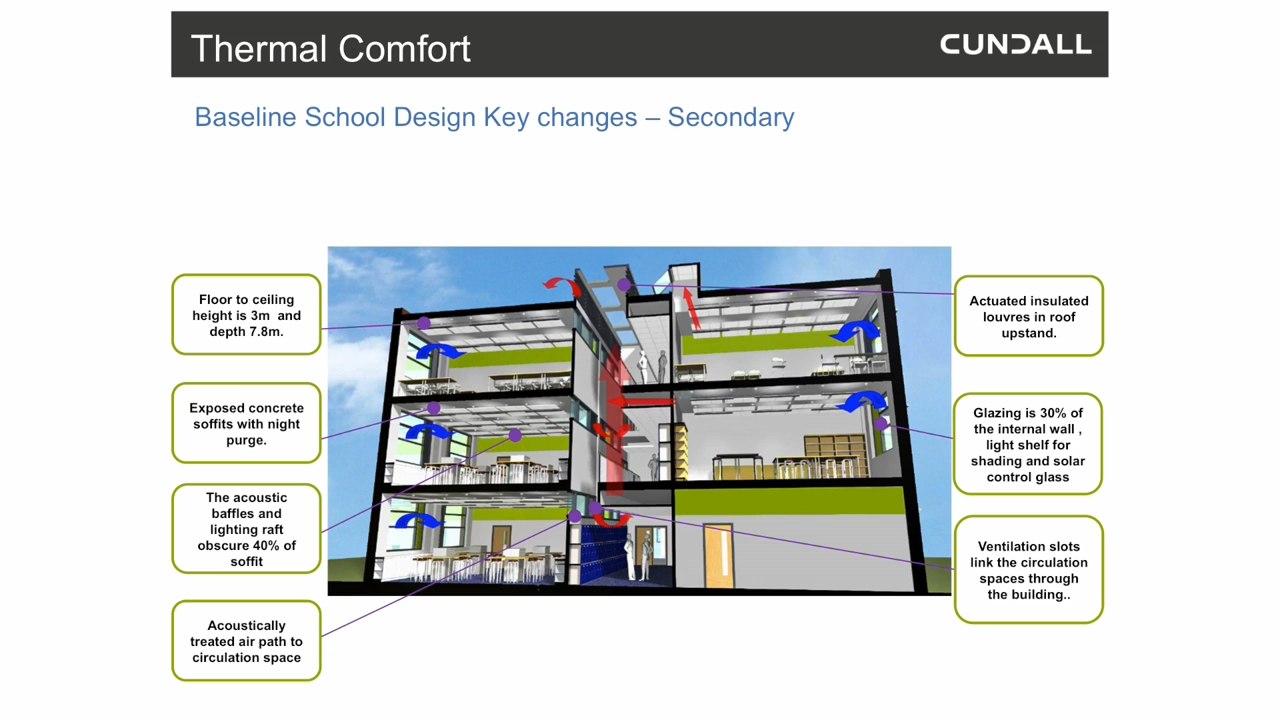 Thermal Comfort
CUNDALL
Baseline School Design Key changes – Secondary
Floor to ceiling
height is 3m and
depth 7.8m.
Exposed concrete
soffits with night
purge.
The acoustic
baffles and
lighting raft
obscure 40% of
soffit
Acoustically
treated air path to
circulation space
Actuated insulated
louvres in roof
upstand.
Glazing is 30% of
the internal wall ,
light shelf for
shading and solar
control glass
Ventilation slots
link the circulation
spaces through
the building..